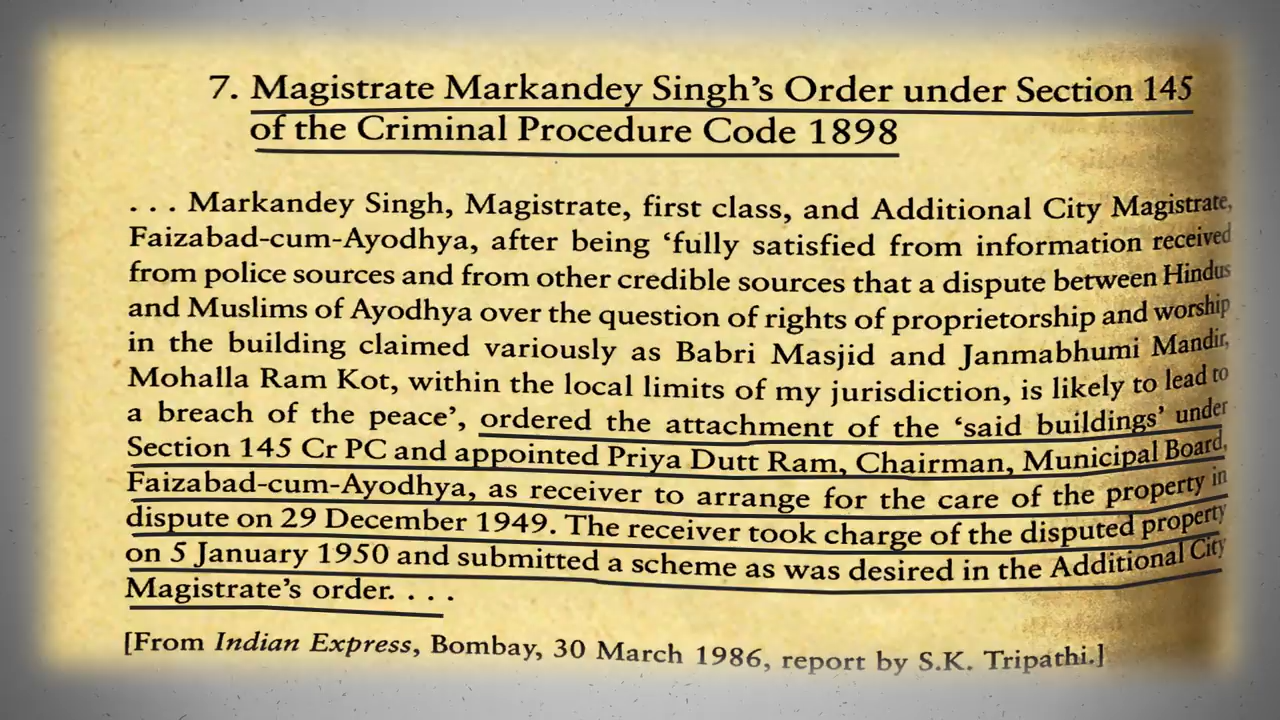 7. Magistrate Markandey Singh’s Order under Section 145
of the Criminal Procedure Code 1898
. . . Markandey Singh, Magistrate, first class, and Additional City Magistrate,
Faizabad-cum-Ayodhya, after being ‘fully satisfied from information received
from police sources and from other credible sources that a dispute between Hindus
and Muslims of Ayodhya over the question of rights of proprietorship and worship
in the building claimed variously as Babri Masjid and Janmabhumi Mandir,
Mohalla Ram Kot, within the local limits of my jurisdiction, is likely to lead to
a breach of the peace’, ordered the attachment of the ‘said buildings’ under
Section 145 Cr PC and appointed Priya Dutt Ram, Chairman, Municipal Board,
Faizabad-cum-Ayodhya, as receiver to arrange for the care of the property in
dispute on 29 December 1949. The receiver took charge of the disputed property
on 5 January 1950 and submitted a scheme as was desired in the Additional City
Magistrate’s order. . . .
[From Indian Express, Bombay, 30 March 1986, report by S.K. Tripathi.]